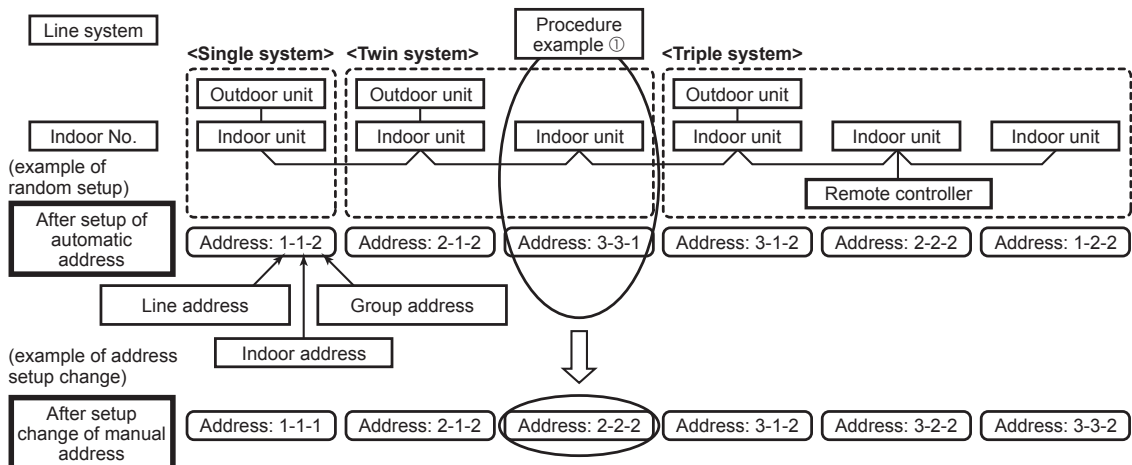 Line system
<Single system>
<Twin system>
Procedure
example ①
<Triple system>
Outdoor unit
Outdoor unit
Outdoor unit
Indoor No.
Indoor unit
Indoor unit
Indoor unit
Indoor unit
Indoor unit
Indoor unit
(example of
random setup)
Remote controller
After setup of
automatic
address
Address: 1-1-2
Address: 2-1-2
Address: 3-3-1
Address: 3-1-2
Address: 2-2-2
Address: 1-2-2
Line address
Group address
Indoor address
(example of address
setup change)
After setup
change of manual
address
Address: 1-1-1
Address: 2-1-2
Address: 2-2-2
Address: 3-1-2
Address: 3-2-2
Address: 3-3-2